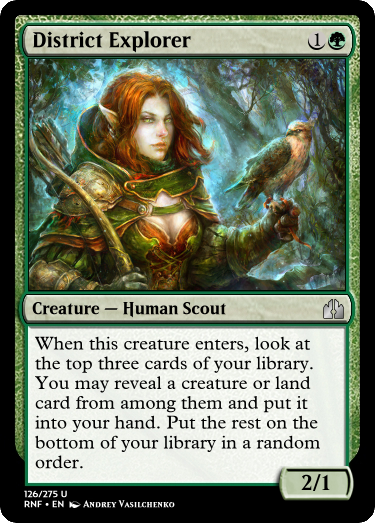 District Explorer 1
Creature — Human Scout
When this creature enters, look at
the top three cards of your library.
You may reveal a creature or land
card from among them and put it
into your hand. Put the rest on the
bottom of your library in a random
order.
2/1
126/275 U
RNF • EN Andrey Vasilchenko